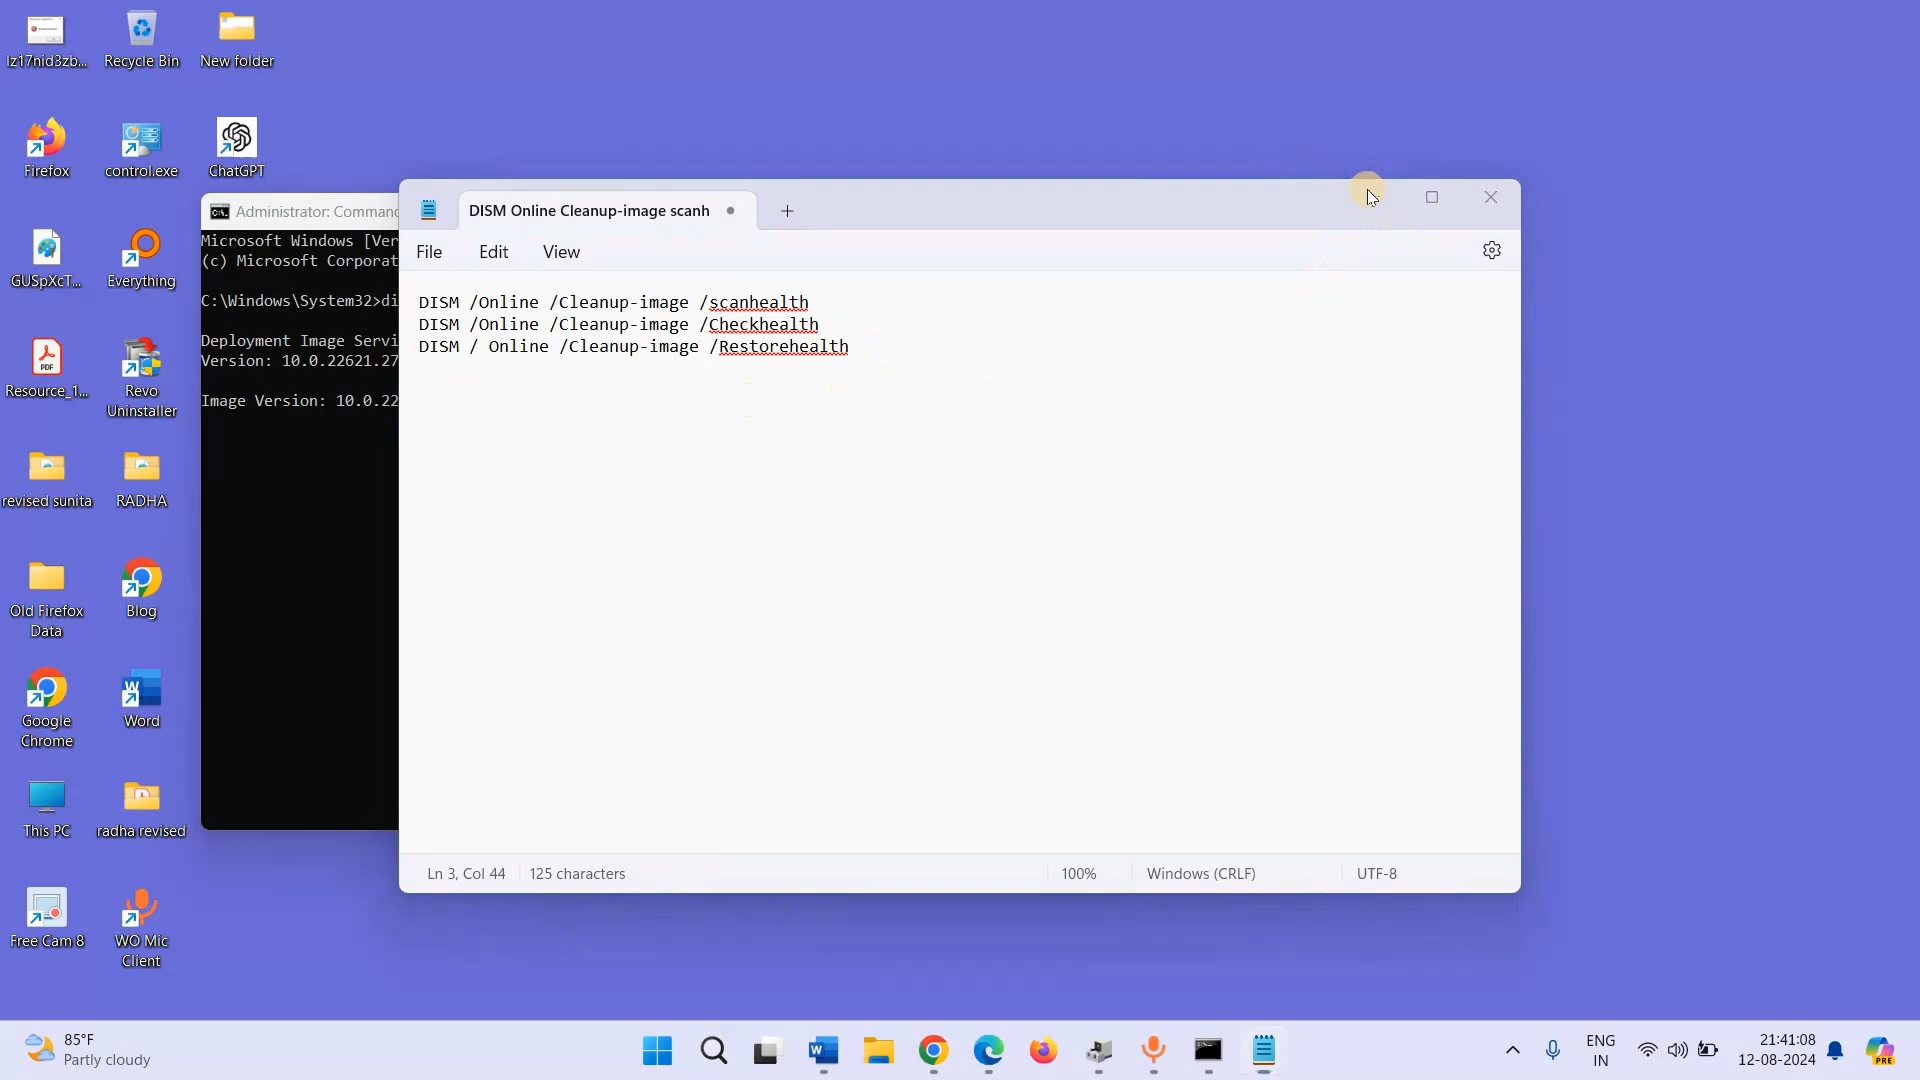 lz17nid3zb...
Recycle Bin
New folder
Firefox
control.exe
ChatGPT
GUSpXcT...
Everything
Resource_1...
Revo
Uninstaller
revised sunita
RADHA
Old Firefox
Data
Blog
Google
Chrome
Word
This PC
radha revised
Free Cam 8
WO Mic
Client
Administrator: Comman
Microsoft Windows [Ver
(c) Microsoft Corporat
C:\Windows\System32>di
Deployment Image Servi
Version: 10.0.22621.27
Image Version: 10.0.22
DISM Online Cleanup-image scanh
File Edit View
DISM /Online /Cleanup-image /scanhealth
DISM /Online /Cleanup-image /Checkhealth
DISM / Online /Cleanup-image /Restorehealth
Ln 3, Col 44 125 characters 100% Windows (CRLF) UTF-8
85°F
Partly cloudy
ENG
IN
21:41:08
12-08-2024
PRE